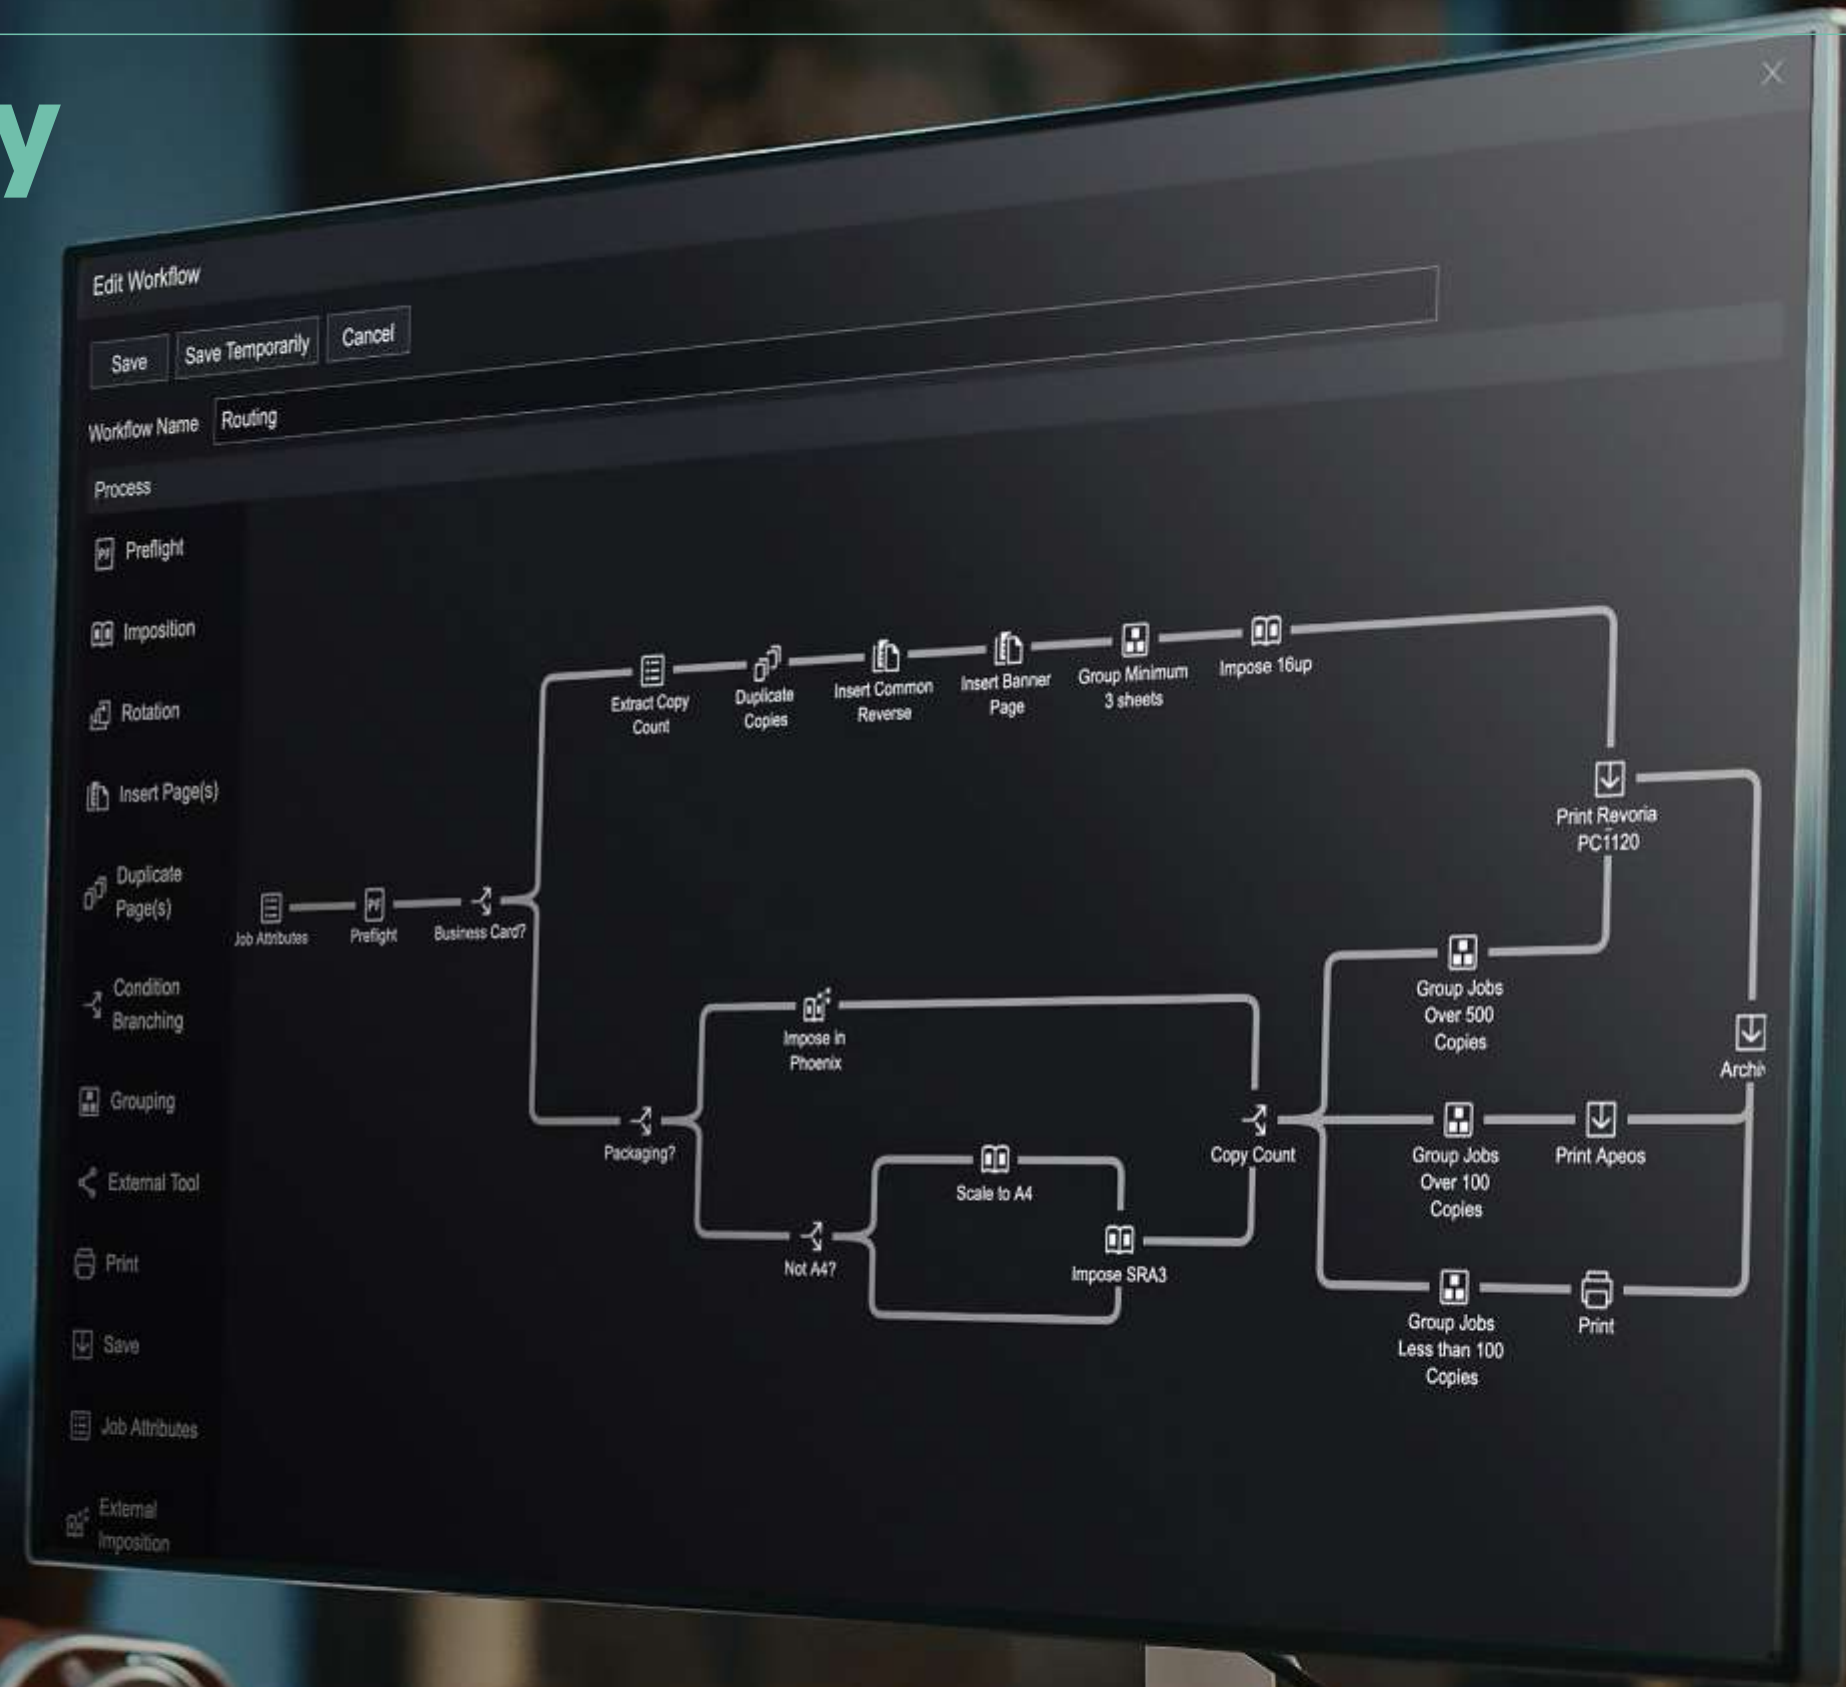 y
Edit Workflow
Save
Save Temporarily
Cancel
Workflow Name
Routing
Process
PF
Preflight
Imposition
Rotation
Insert Page(s)
Duplicate
Page(s)
Condition
Branching
Grouping
External Tool
Print
Save
Job Attributes
External
Imposition
Job Attributes
PF
Preflight
Business Card?
Extract Copy
Count
Duplicate
Copies
Insert Common
Reverse
Insert Banner
Page
Group Minimum
3 sheets
Impose 16up
Print Revoria
PC1120
Packaging?
Impose in
Phoenix
Not A4?
Scale to A4
Impose SRA3
Copy Count
Group Jobs
Over 500
Copies
Group Jobs
Over 100
Copies
Print Apeos
Group Jobs
Less than 100
Copies
Print
Archiv